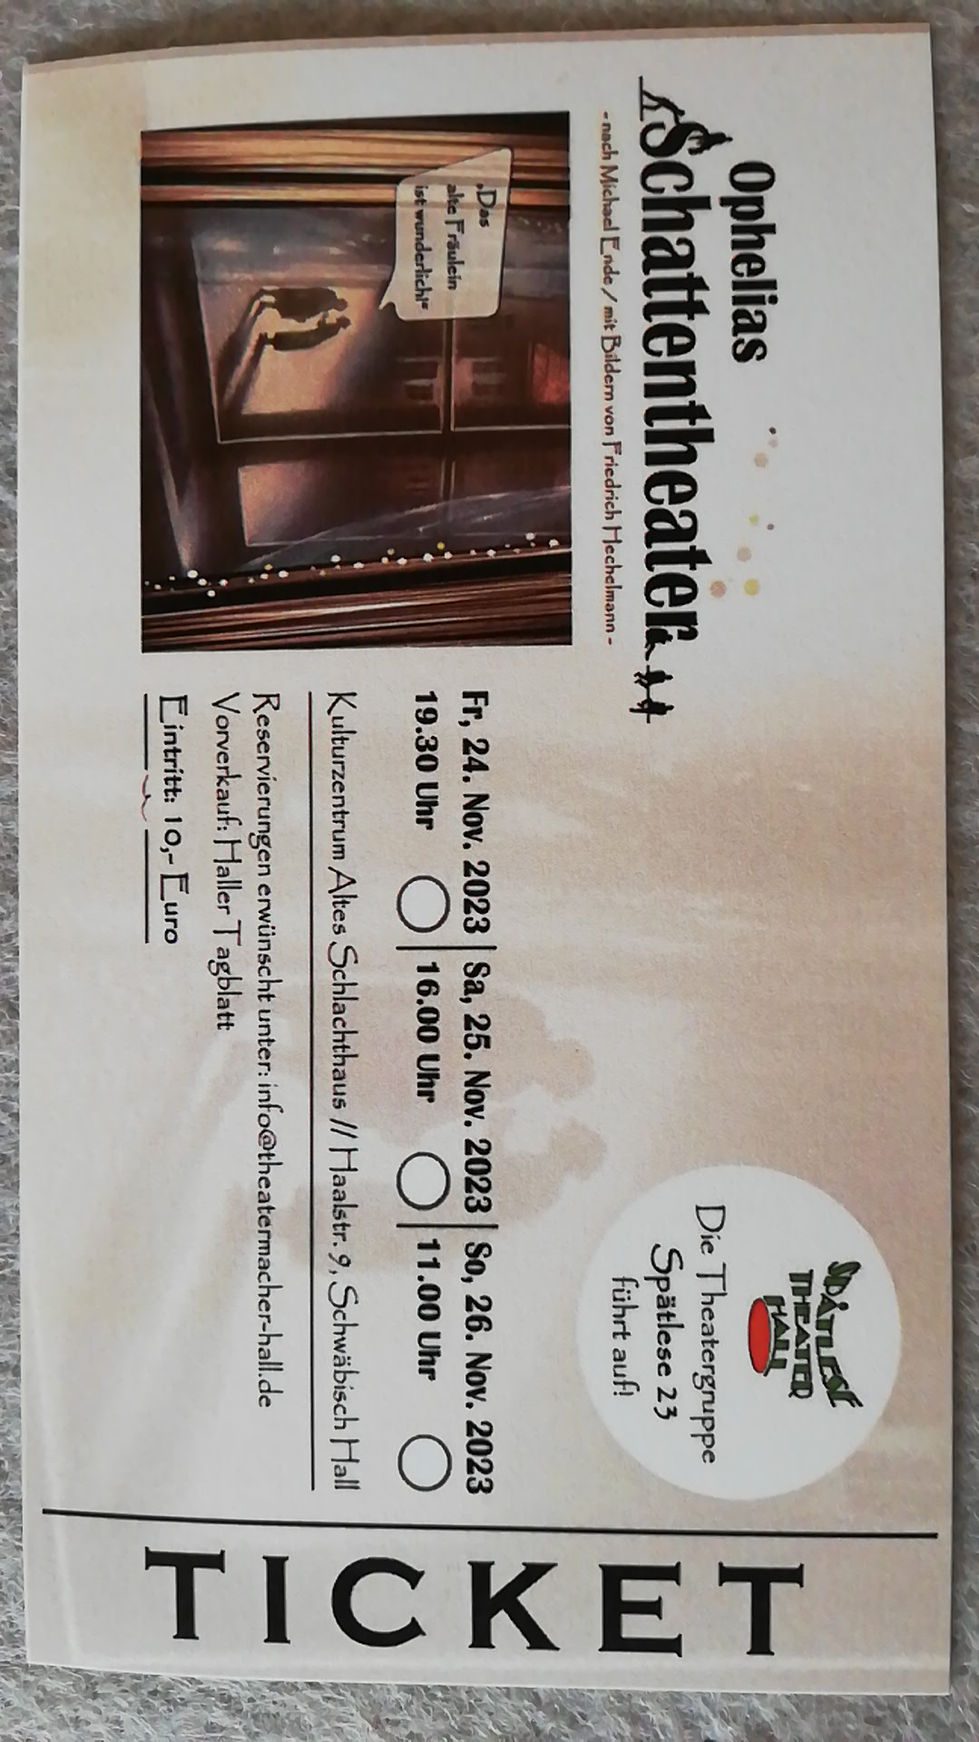 Ophelias
Schattentheater
- nach Michael Ende / mit Bildern von Friedrich Hechelmann -
„Das
alte Fräulein
ist wunderlich!“
SPÄTLESE
THEATER
HALL
Die Theatergruppe
Spätlese 23
führt auf!
Fr, 24. Nov. 2023 | Sa, 25. Nov. 2023 | So, 26. Nov. 2023
19.30 Uhr | 16.00 Uhr | 11.00 Uhr
Kulturzentrum Altes Schlachthaus // Haalstr. 9, Schwäbisch Hall
Reservierungen erwünscht unter: info@theatermacher-hall.de
Vorverkauf: Haller Tagblatt
Eintritt: 10,- Euro
TICKET